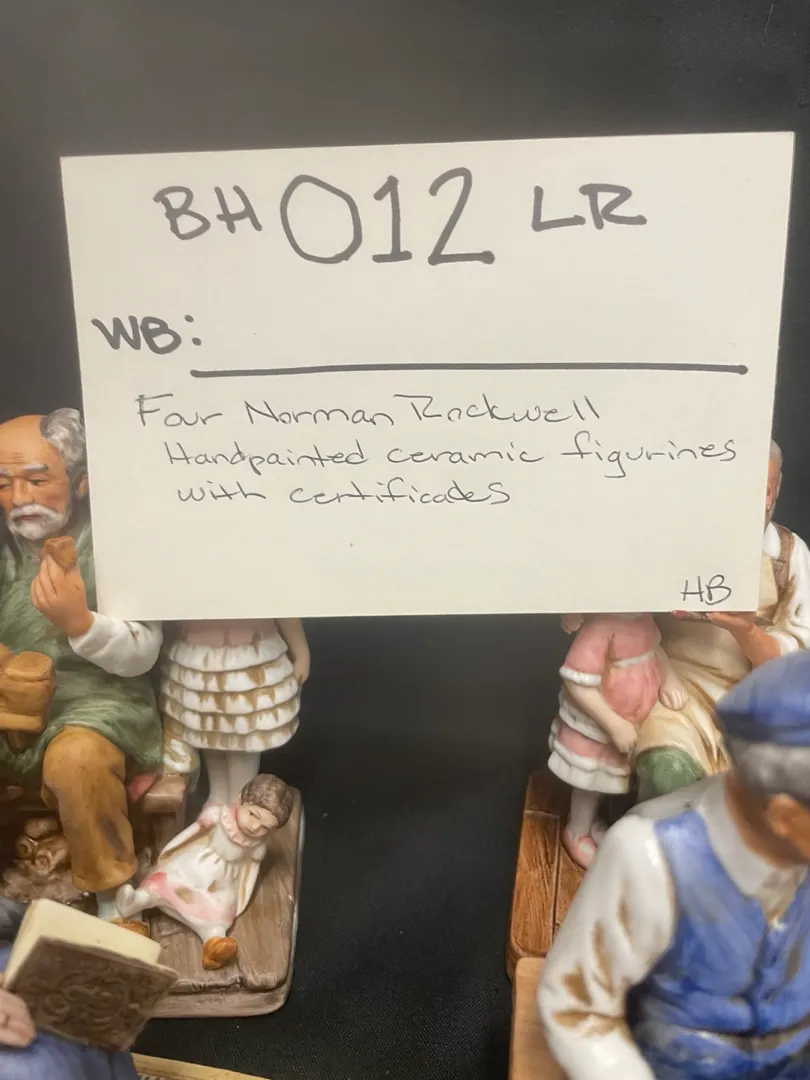 BH 012 LR
WB:
Four Norman Rockwell
Handpainted ceramic figurines
with certificates
HB